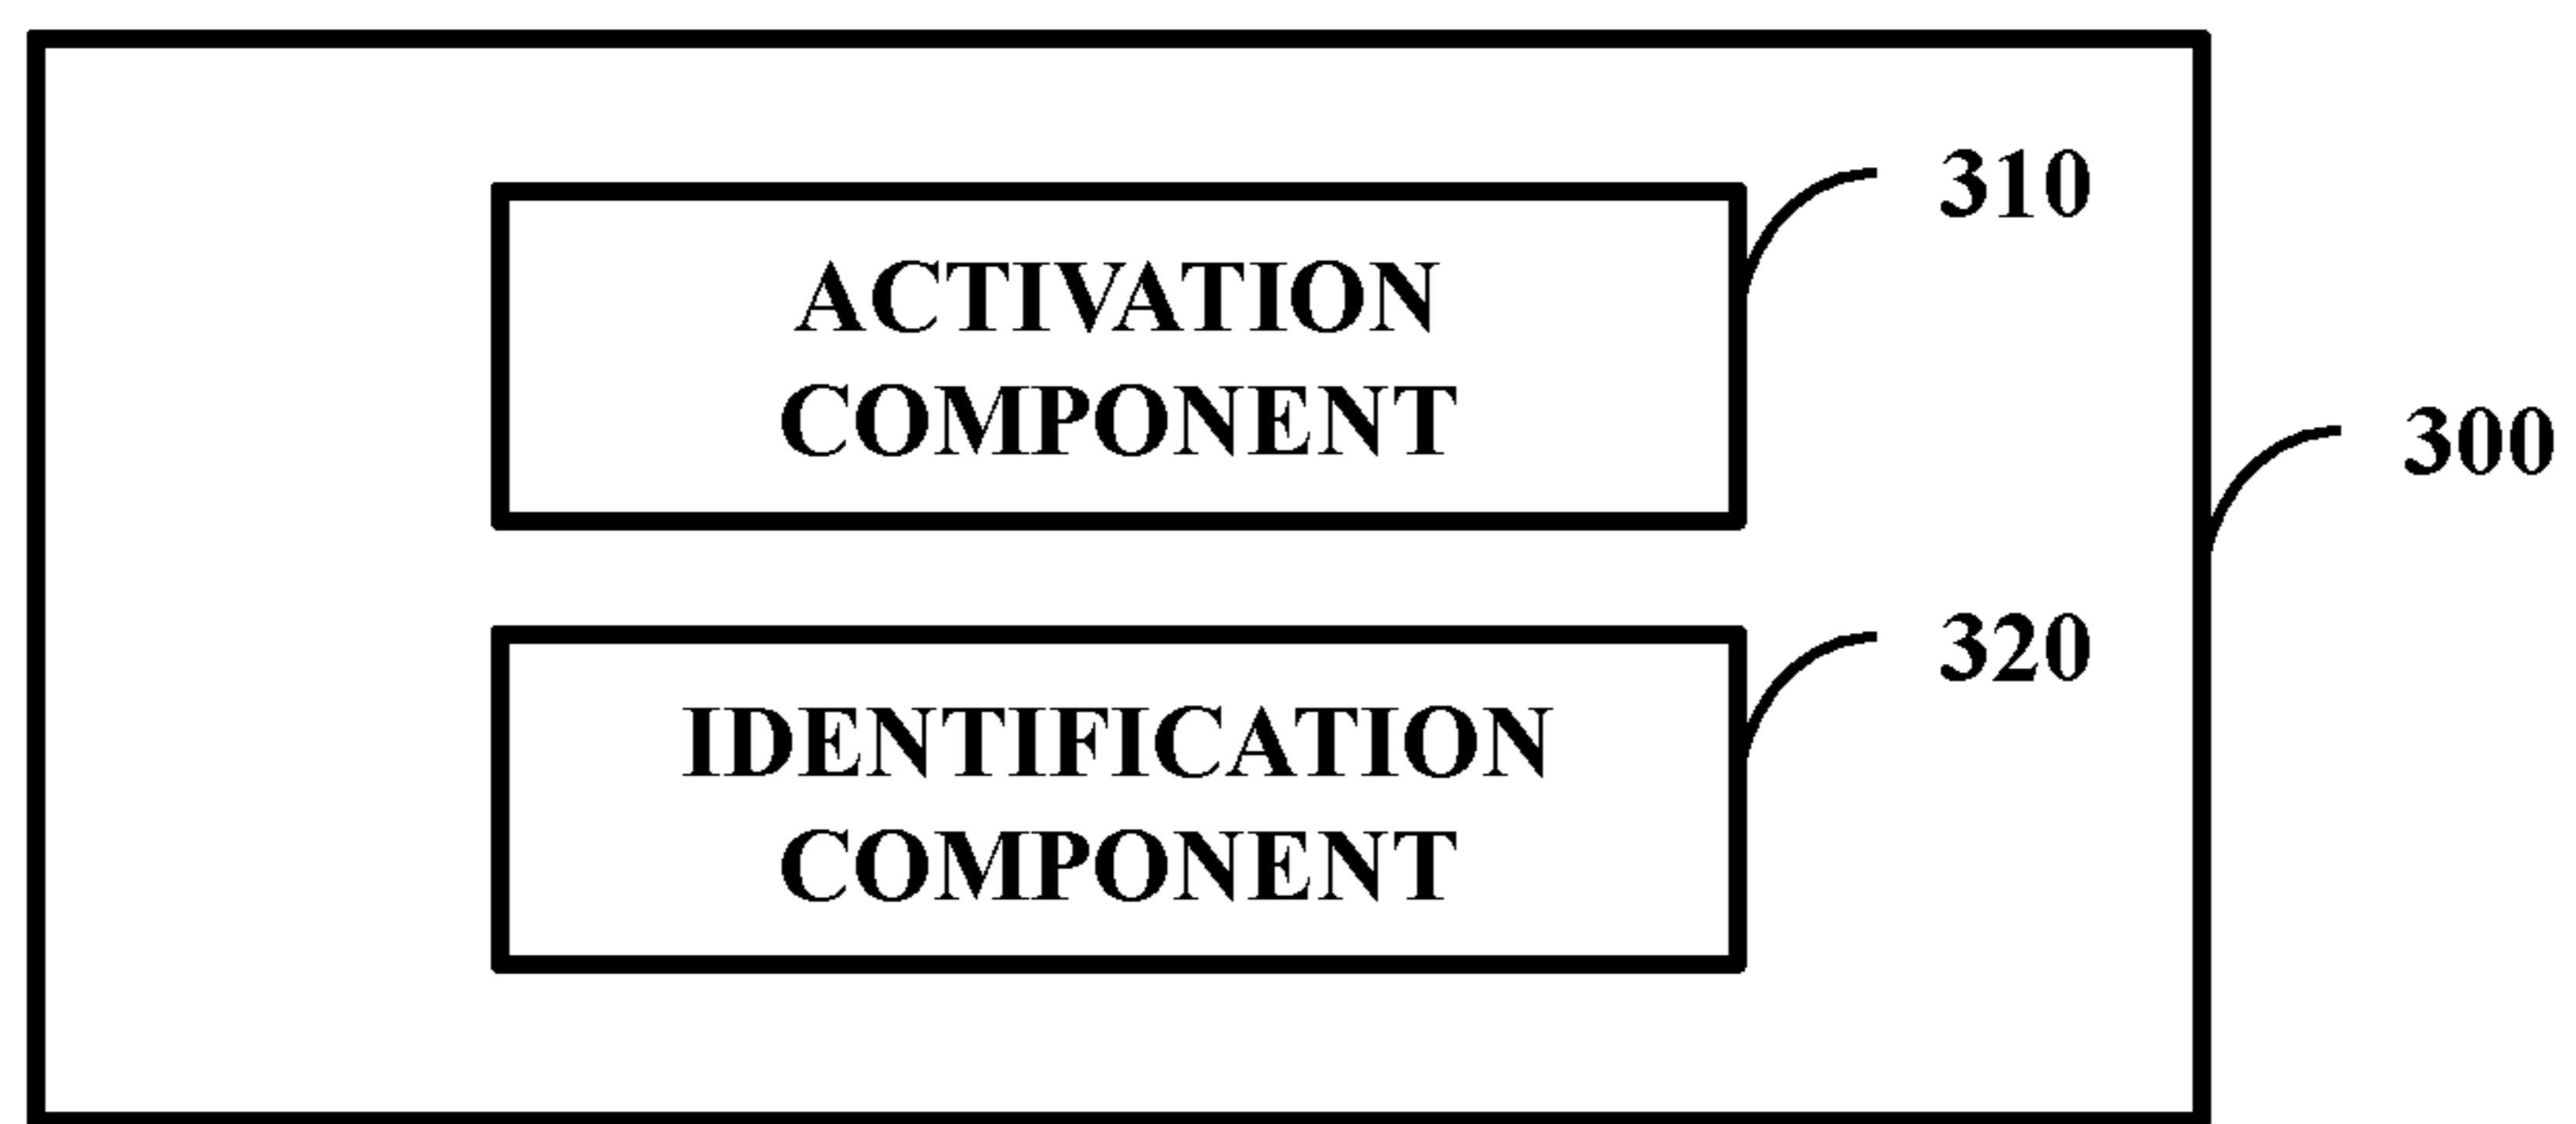 310
ACTIVATION
COMPONENT
300
320
IDENTIFICATION
COMPONENT